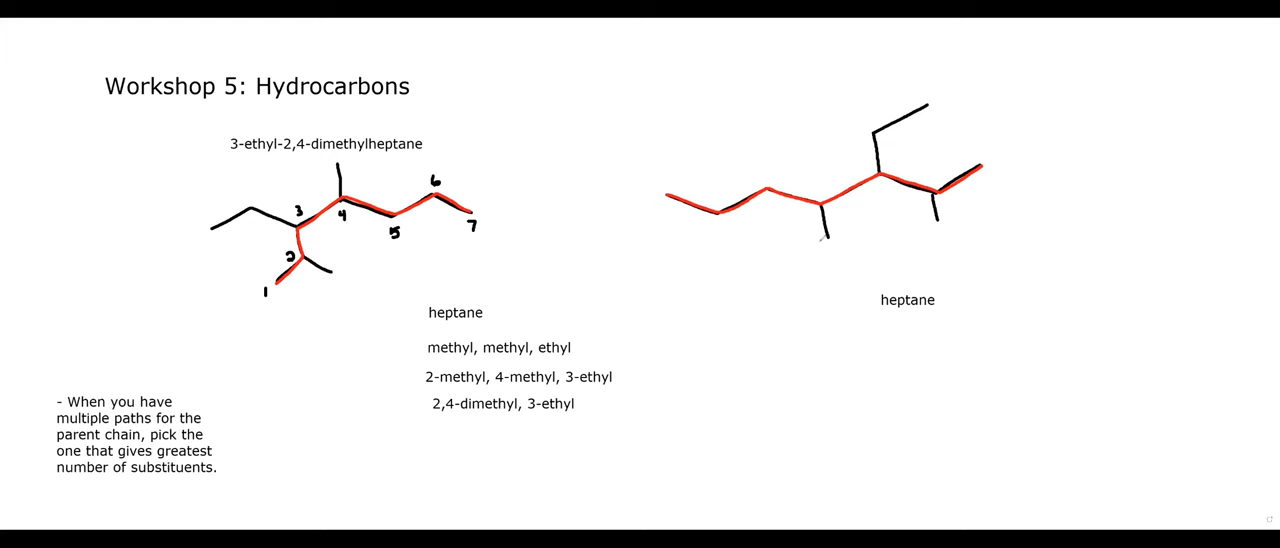 Workshop 5: Hydrocarbons
3-ethyl-2,4-dimethylheptane
6
3
4
5
7
2
1
heptane
heptane
methyl, methyl, ethyl
2-methyl, 4-methyl, 3-ethyl
2,4-dimethyl, 3-ethyl
- When you have
multiple paths for the
parent chain, pick the
one that gives greatest
number of substituents.